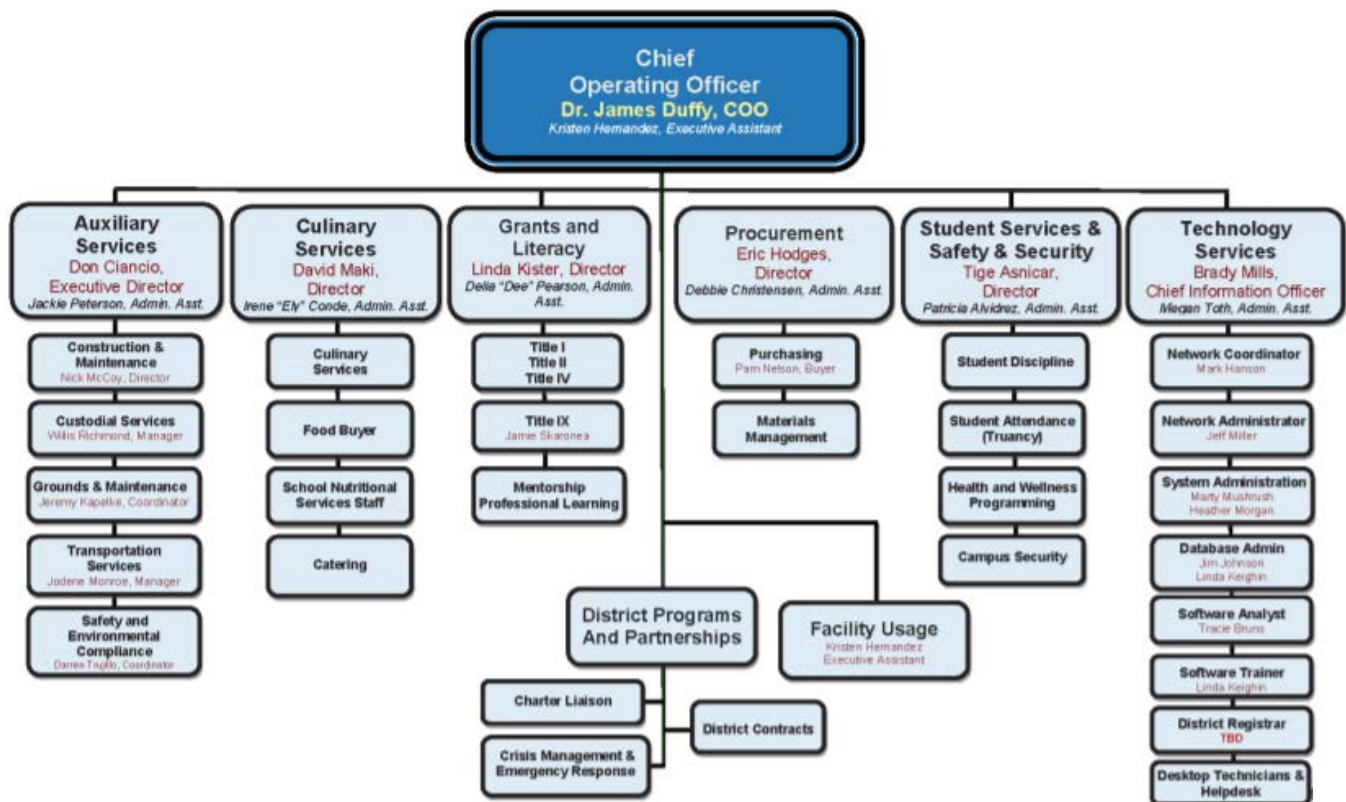 Chief
Operating Officer
Dr. James Duffy, COO
Kristen Hernandez, Executive Assistant
Auxiliary
Services
Don Ciancio,
Executive Director
Jackie Peterson, Admin. Asst.
Construction &
Maintenance
Nick McCoy, Director
Custodial Services
Willis Richmond, Manager
Grounds & Maintenance
Jeremy Kapelke, Coordinator
Transportation
Services
Jodene Monroe, Manager
Safety and
Environmental
Compliance
Darren Trujillo, Coordinator
Culinary
Services
David Maki,
Director
Irene "Ely" Conde, Admin. Asst.
Culinary
Services
Food Buyer
School Nutritional
Services Staff
Catering
Grants and
Literacy
Linda Kister, Director
Delia "Dee" Pearson, Admin.
Asst.
Title I
Title II
Title IV
Title IX
Jamie Skaronea
Mentorship
Professional Learning
Procurement
Eric Hodges,
Director
Debbie Christensen, Admin. Asst.
Purchasing
Pam Nelson, Buyer
Materials
Management
Student Services &
Safety & Security
Tige Asnicar,
Director
Patricia Alvidrez, Admin. Asst.
Student Discipline
Student Attendance
(Truancy)
Health and Wellness
Programming
Campus Security
Technology
Services
Brady Mills,
Chief Information Officer
Megan Toth, Admin. Asst.
Network Coordinator
Mark Hanson
Network Administrator
Jeff Miller
System Administration
Marty Mushrush
Heather Morgan
Database Admin
Jim Johnson
Linda Keighin
Software Analyst
Tracie Bruns
Software Trainer
Linda Keighin
District Registrar
TBD
Desktop Technicians &
Helpdesk
District Programs
And Partnerships
Facility Usage
Kristen Hernandez
Executive Assistant
Charter Liaison
District Contracts
Crisis Management &
Emergency Response